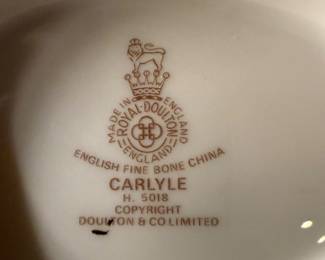 MADE IN ENGLAND
ROYAL·DOULTON
ENGLAND
ENGLISH FINE BONE CHINA
CARLYLE
H. 5018
COPYRIGHT
DOULTON & CO LIMITED